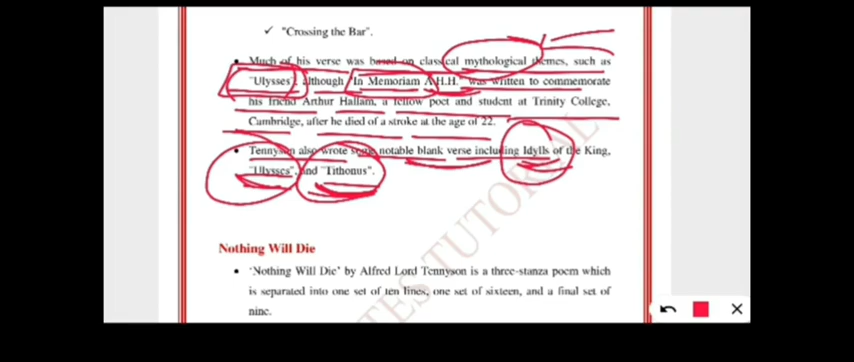 ✓ "Crossing the Bar".
• Much of his verse was based on classical mythological themes, such as
"Ulysses", although "In Memoriam A.H.H." was written to commemorate
his friend Arthur Hallam, a fellow poet and student at Trinity College,
Cambridge, after he died of a stroke at the age of 22.
• Tennyson also wrote some notable blank verse including Idylls of the King,
"Ulysses", and "Tithonus".
Nothing Will Die
• 'Nothing Will Die' by Alfred Lord Tennyson is a three-stanza poem which
is separated into one set of ten lines, one set of sixteen, and a final set of
nine.
TES TUTORIAL